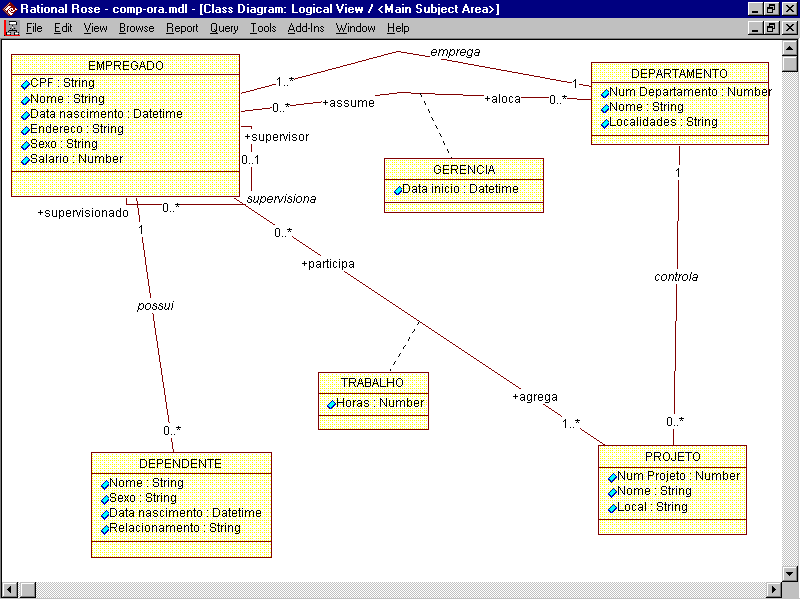 Rational Rose - comp-ora.mdl - [Class Diagram: Logical View / <Main Subject Area>]
File Edit View Browse Report Query Tools Add-Ins Window Help
EMPREGADO
CPF : String
Nome : String
Data nascimento : Datetime
Endereco : String
Sexo : String
Salario : Number
emprega
1..*
1
0..*
+assume
+aloca
0..*
DEPARTAMENTO
Num Departamento : Number
Nome : String
Localidades : String
+supervisor
0..1
supervisiona
+supervisionado
0..*
GERENCIA
Data inicio : Datetime
1
possui
0..*
0..*
+participa
1
controla
0..*
TRABALHO
Horas : Number
+agrega
1..*
DEPENDENTE
Nome : String
Sexo : String
Data nascimento : Datetime
Relacionamento : String
PROJETO
Num Projeto : Number
Nome : String
Local : String